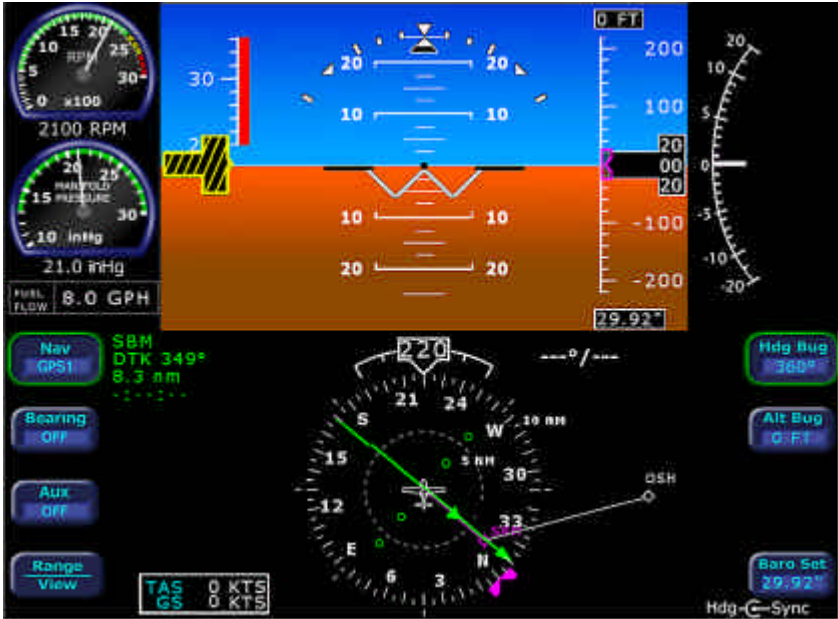 10 15 20 25 30
RPM
5
0 x100
2100 RPM
15 20 25 30
MANIFOLD
PRESSURE
10 inHg
21.0 inHg
FUEL FLOW 8.0 GPH
30
20 20
10 10
10 10
20 20
0 FT
200
100
20
00
20
-100
-200
29.92"
20
10
5
0
-5
-10
-20
Nav
GPS1
SBM
DTK 349°
8.3 nm
-:--:--
220
---°/---
Hdg Bug
360°
Bearing
OFF
Alt Bug
0 FT
Aux
OFF
21 24
S W
10 NM
15 5 NM 30
12 33
E N
6 3
SBM
OSH
Range
View
TAS 0 KTS
GS 0 KTS
Baro Set
29.92"
Hdg Sync